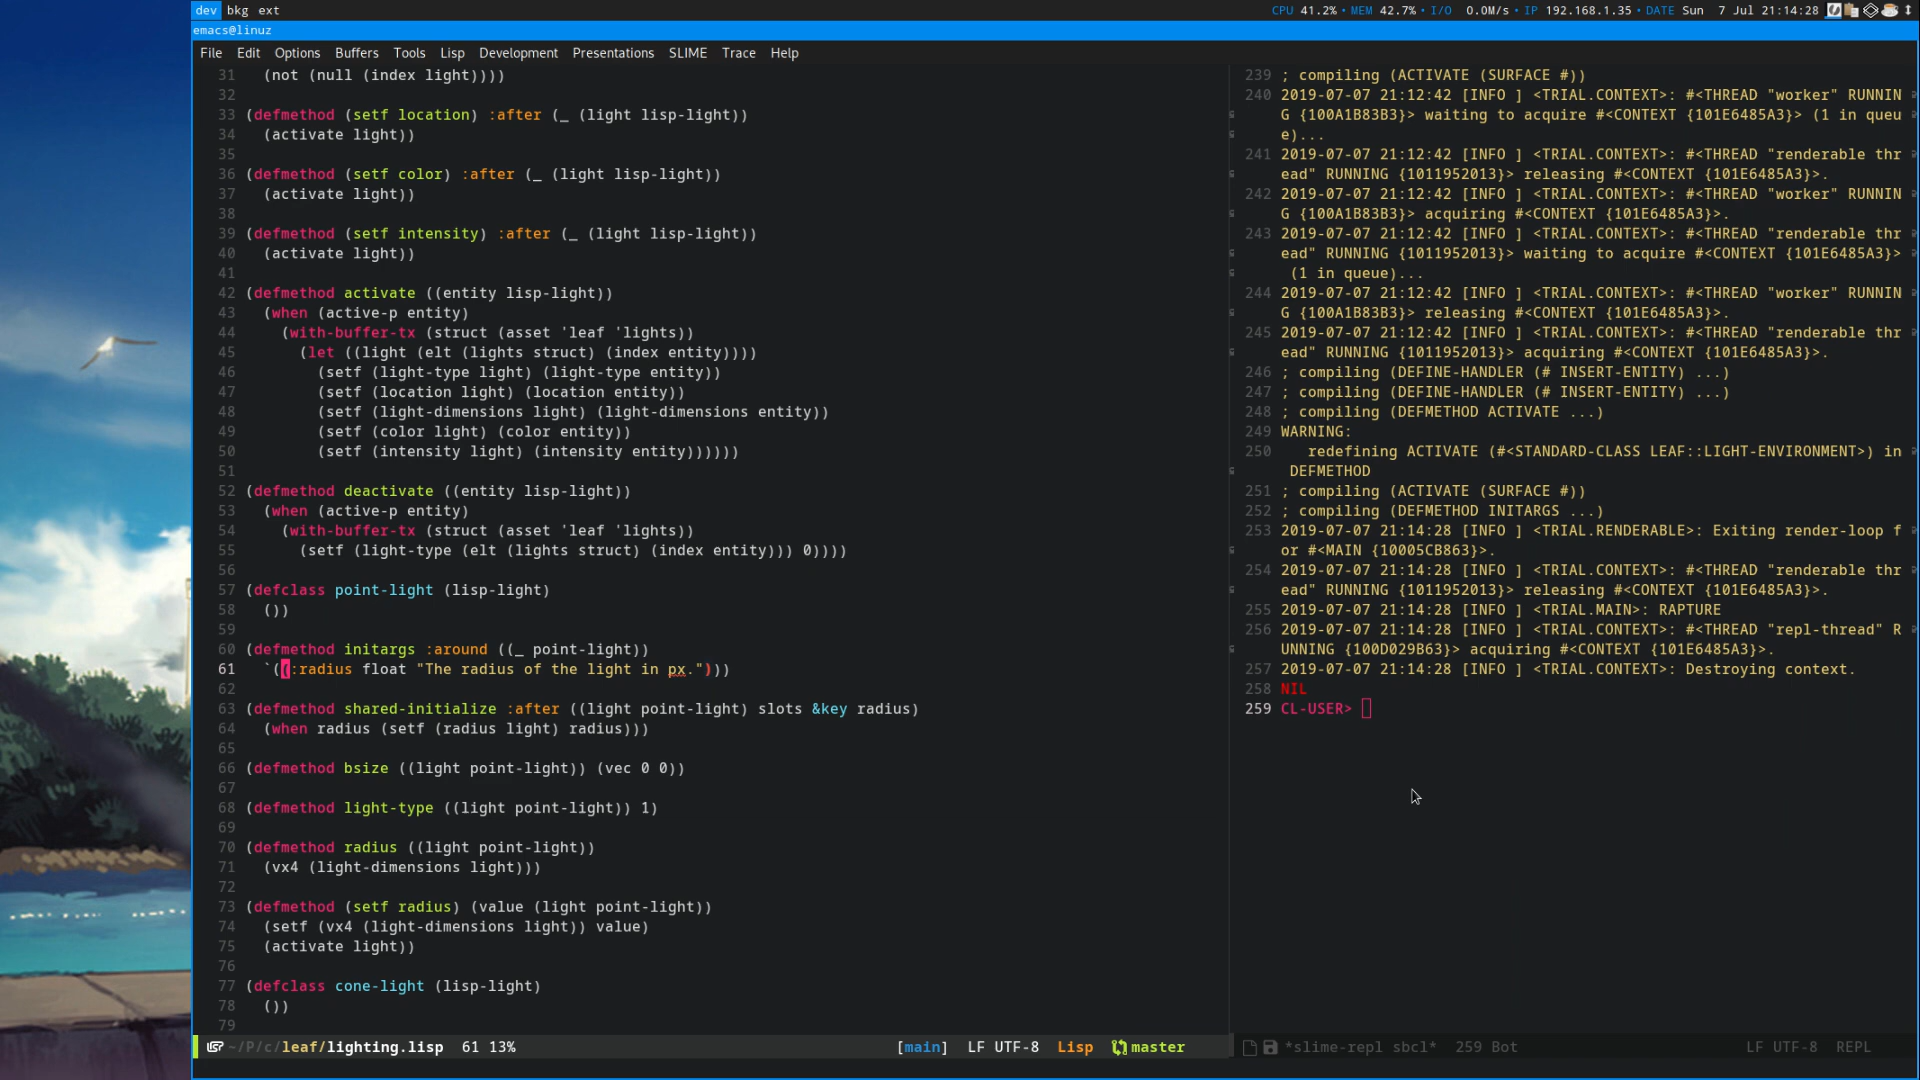 dev bkg ext
CPU 41.2% • MEM 42.7% • I/O 0.0M/s • IP 192.168.1.35 • DATE Sun 7 Jul 21:14:28
emacs@linuz
File Edit Options Buffers Tools Lisp Development Presentations SLIME Trace Help
31 (not (null (index light))))
32
33 (defmethod (setf location) :after (_ (light lisp-light))
34 (activate light))
35
36 (defmethod (setf color) :after (_ (light lisp-light))
37 (activate light))
38
39 (defmethod (setf intensity) :after (_ (light lisp-light))
40 (activate light))
41
42 (defmethod activate ((entity lisp-light))
43 (when (active-p entity)
44 (with-buffer-tx (struct (asset 'leaf 'lights))
45 (let ((light (elt (lights struct) (index entity))))
46 (setf (light-type light) (light-type entity))
47 (setf (location light) (location entity))
48 (setf (light-dimensions light) (light-dimensions entity))
49 (setf (color light) (color entity))
50 (setf (intensity light) (intensity entity))))))
51
52 (defmethod deactivate ((entity lisp-light))
53 (when (active-p entity)
54 (with-buffer-tx (struct (asset 'leaf 'lights))
55 (setf (light-type (elt (lights struct) (index entity))) 0))))
56
57 (defclass point-light (lisp-light)
58 ())
59
60 (defmethod initargs :around ((_ point-light))
61 `((:radius float "The radius of the light in px.")))
62
63 (defmethod shared-initialize :after ((light point-light) slots &key radius)
64 (when radius (setf (radius light) radius)))
65
66 (defmethod bsize ((light point-light)) (vec 0 0))
67
68 (defmethod light-type ((light point-light)) 1)
69
70 (defmethod radius ((light point-light))
71 (vx4 (light-dimensions light)))
72
73 (defmethod (setf radius) (value (light point-light))
74 (setf (vx4 (light-dimensions light)) value)
75 (activate light))
76
77 (defclass cone-light (lisp-light)
78 ())
79
~/P/c/leaf/lighting.lisp 61 13% [main] LF UTF-8 Lisp master
239 ; compiling (ACTIVATE (SURFACE #))
240 2019-07-07 21:12:42 [INFO ] <TRIAL.CONTEXT>: #<THREAD "worker" RUNNIN
G {100A1B83B3}> waiting to acquire #<CONTEXT {101E6485A3}> (1 in queu
e)...
241 2019-07-07 21:12:42 [INFO ] <TRIAL.CONTEXT>: #<THREAD "renderable thr
ead" RUNNING {1011952013}> releasing #<CONTEXT {101E6485A3}>.
242 2019-07-07 21:12:42 [INFO ] <TRIAL.CONTEXT>: #<THREAD "worker" RUNNIN
G {100A1B83B3}> acquiring #<CONTEXT {101E6485A3}>.
243 2019-07-07 21:12:42 [INFO ] <TRIAL.CONTEXT>: #<THREAD "renderable thr
ead" RUNNING {1011952013}> waiting to acquire #<CONTEXT {101E6485A3}>
(1 in queue)...
244 2019-07-07 21:12:42 [INFO ] <TRIAL.CONTEXT>: #<THREAD "worker" RUNNIN
G {100A1B83B3}> releasing #<CONTEXT {101E6485A3}>.
245 2019-07-07 21:12:42 [INFO ] <TRIAL.CONTEXT>: #<THREAD "renderable thr
ead" RUNNING {1011952013}> acquiring #<CONTEXT {101E6485A3}>.
246 ; compiling (DEFINE-HANDLER (# INSERT-ENTITY) ...)
247 ; compiling (DEFINE-HANDLER (# INSERT-ENTITY) ...)
248 ; compiling (DEFMETHOD ACTIVATE ...)
249 WARNING:
250 redefining ACTIVATE (#<STANDARD-CLASS LEAF::LIGHT-ENVIRONMENT>) in
DEFMETHOD
251 ; compiling (ACTIVATE (SURFACE #))
252 ; compiling (DEFMETHOD INITARGS ...)
253 2019-07-07 21:14:28 [INFO ] <TRIAL.RENDERABLE>: Exiting render-loop f
or #<MAIN {10005CB863}>.
254 2019-07-07 21:14:28 [INFO ] <TRIAL.CONTEXT>: #<THREAD "renderable thr
ead" RUNNING {1011952013}> releasing #<CONTEXT {101E6485A3}>.
255 2019-07-07 21:14:28 [INFO ] <TRIAL.MAIN>: RAPTURE
256 2019-07-07 21:14:28 [INFO ] <TRIAL.CONTEXT>: #<THREAD "repl-thread" R
UNNING {100D029B63}> acquiring #<CONTEXT {101E6485A3}>.
257 2019-07-07 21:14:28 [INFO ] <TRIAL.CONTEXT>: Destroying context.
258 NIL
259 CL-USER>
*slime-repl sbcl* 259 Bot LF UTF-8 REPL